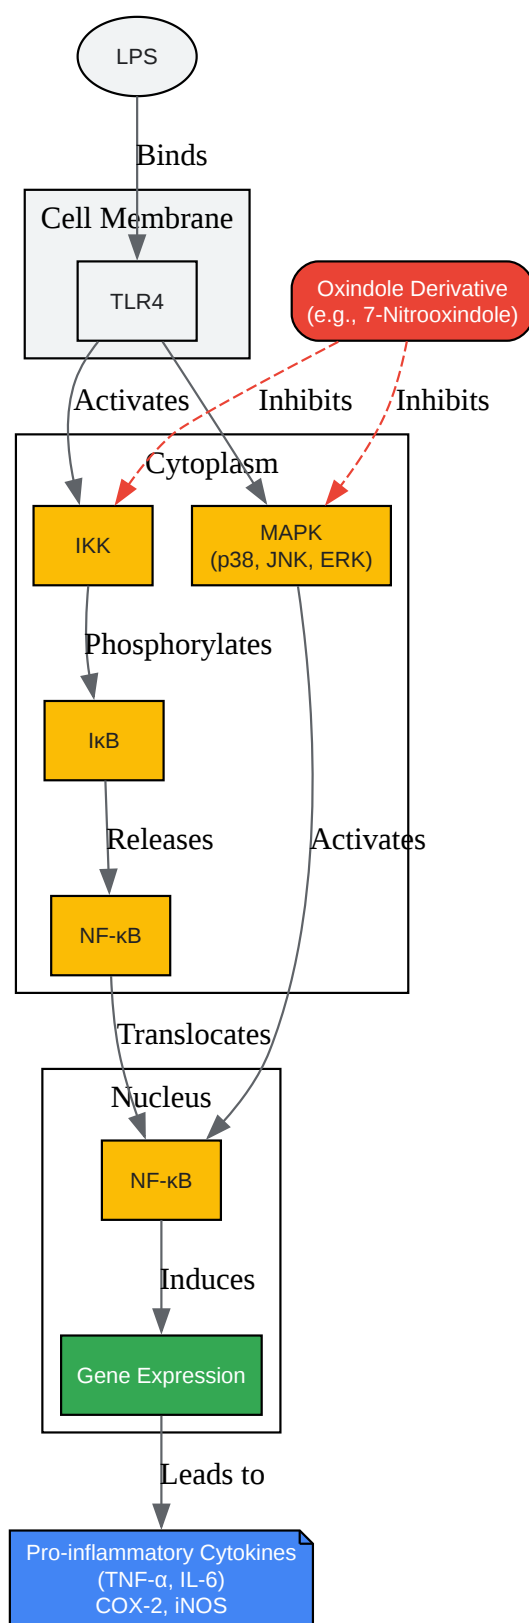 LPS
Binds
Cell Membrane
TLR4
Oxindole Derivative
(e.g., 7-Nitrooxindole)
Activates
Inhibits
Inhibits
Cytoplasm
IKK
MAPK
(p38, JNK, ERK)
Phosphorylates
IκB
Releases
Activates
NF-κB
Translocates
Nucleus
NF-κB
Induces
Gene Expression
Leads to
Pro-inflammatory Cytokines
(TNF-α, IL-6)
COX-2, iNOS